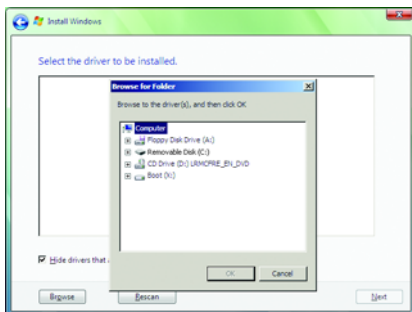 Install Windows
Select the driver to be installed.
Browse for Folder
Browse to the driver(s), and then click OK
Computer
Floppy Disk Drive (A:)
Removable Disk (C:)
CD Drive (D:) LRMCFRE_EN_DVD
Boot (X:)
Hide drivers that
OK
Cancel
Browse
Rescan
Next